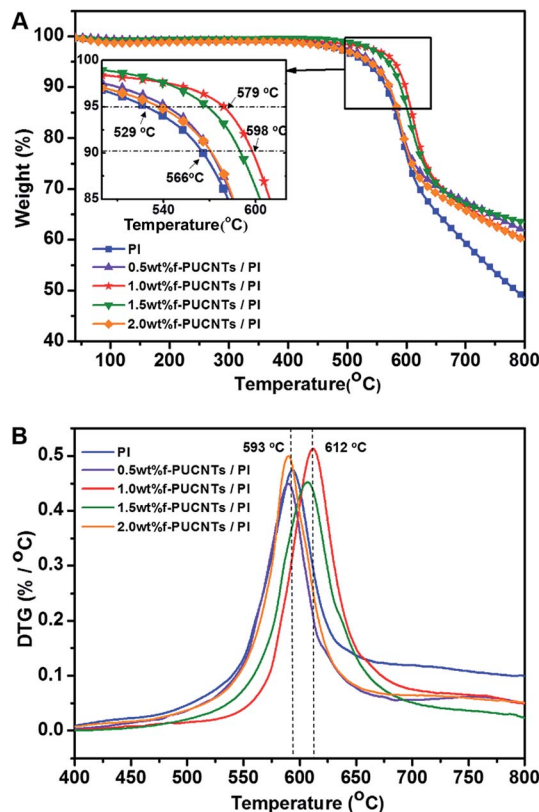 A
100
90
80
70
60
50
40
Weight (%)
100
95
90
85
529 °C
579 °C
598 °C
566°C
540
600
Temperature(°C)
PI
0.5wt%f-PUCNTs / PI
1.0wt%f-PUCNTs / PI
1.5wt%f-PUCNTs / PI
2.0wt%f-PUCNTs / PI
100 200 300 400 500 600 700 800
Temperature(°C)
B
0.5
0.4
0.3
0.2
0.1
0.0
DTG (% / °C)
593 °C
612 °C
PI
0.5wt%f-PUCNTs / PI
1.0wt%f-PUCNTs / PI
1.5wt%f-PUCNTs / PI
2.0wt%f-PUCNTs / PI
400 450 500 550 600 650 700 750 800
Temperature (°C)